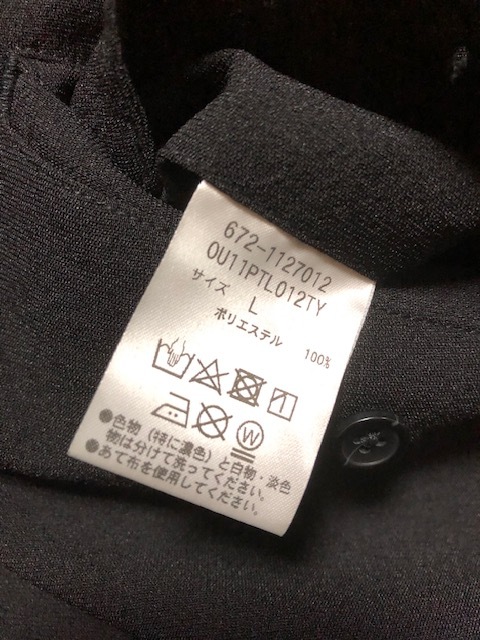 672-1127012
0U11PTL012TY
サイズ L
ポリエステル 100%
W
●色物(特に濃色)と白物・淡色
物は分けて洗ってください。
●あて布を使用してください。